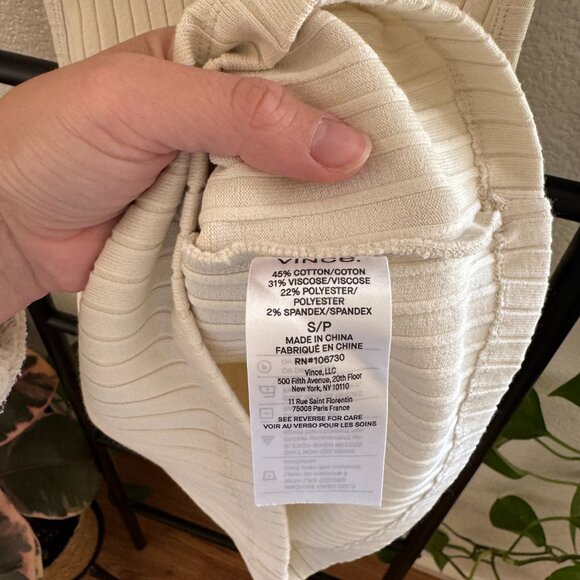 VINCE.
45% COTTON/COTON
31% VISCOSE/VISCOSE
22% POLYESTER/
POLYESTER
2% SPANDEX/SPANDEX
S/P
MADE IN CHINA
FABRIQUÉ EN CHINE
RN#106730
Vince, LLC
500 Fifth Avenue, 20th Floor
New York, NY 10110
11 Rue Saint Florentin
75008 Paris France
SEE REVERSE FOR CARE
VOIR AU VERSO POUR LES SOINS